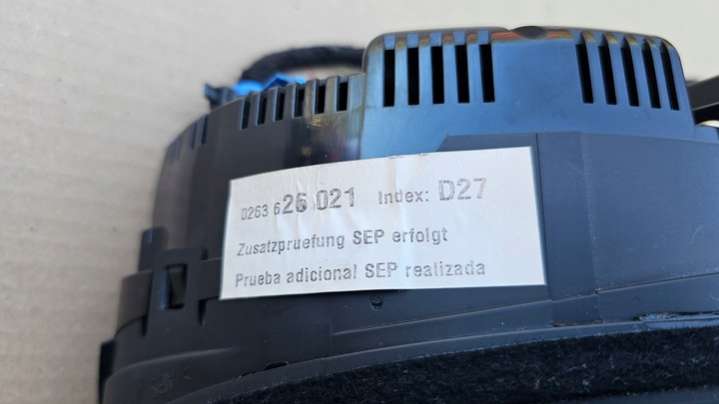 0263 626 021 Index: D27
Zusatzpruefung SEP erfolgt
Prueba adicional SEP realizada